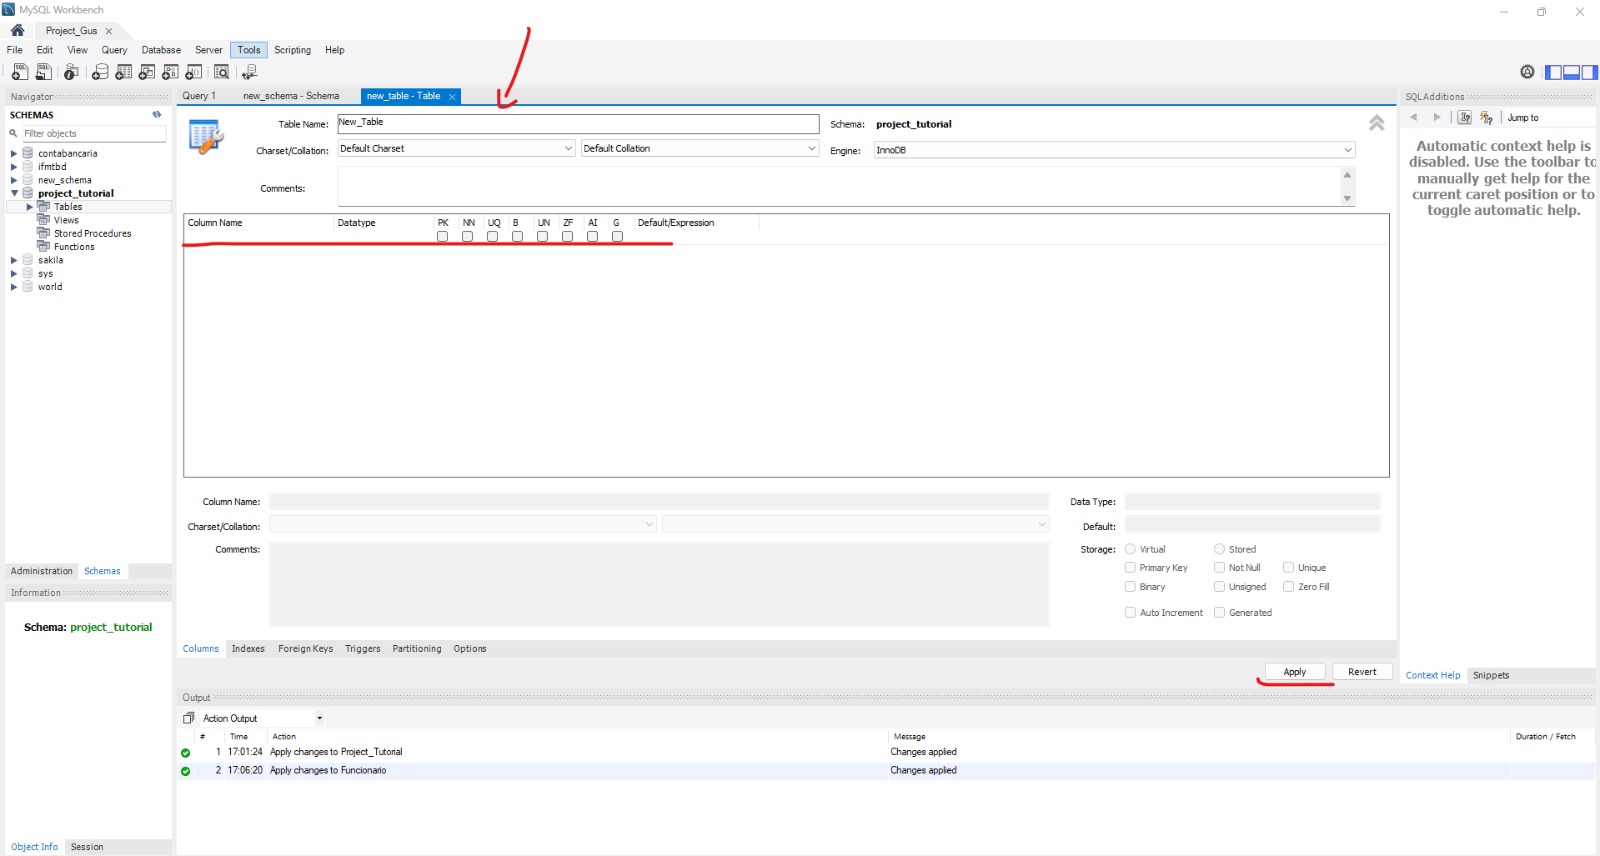 MySQL Workbench
Project_Gus
File Edit View Query Database Server Tools Scripting Help
Navigator
SCHEMAS
Filter objects
contabancaria
ifmtbd
new_schema
project_tutorial
Tables
Views
Stored Procedures
Functions
sakila
sys
world
Administration Schemas
Information
Schema: project_tutorial
Object Info Session
Query 1 new_schema - Schema new_table - Table
Table Name: New_Table Schema: project_tutorial
Charset/Collation: Default Charset Default Collation Engine: InnoDB
Comments:
Column Name Datatype PK NN UQ B UN ZF AI G Default/Expression
Column Name: Data Type:
Charset/Collation: Default:
Comments: Storage: Virtual Stored
Primary Key Not Null Unique
Binary Unsigned Zero Fill
Auto Increment Generated
Columns Indexes Foreign Keys Triggers Partitioning Options
Apply Revert
Output
Action Output
# Time Action Message Duration / Fetch
1 17:01:24 Apply changes to Project_Tutorial Changes applied
2 17:06:20 Apply changes to Funcionario Changes applied
SQLAdditions
Jump to
Automatic context help is
disabled. Use the toolbar to
manually get help for the
current caret position or to
toggle automatic help.
Context Help Snippets